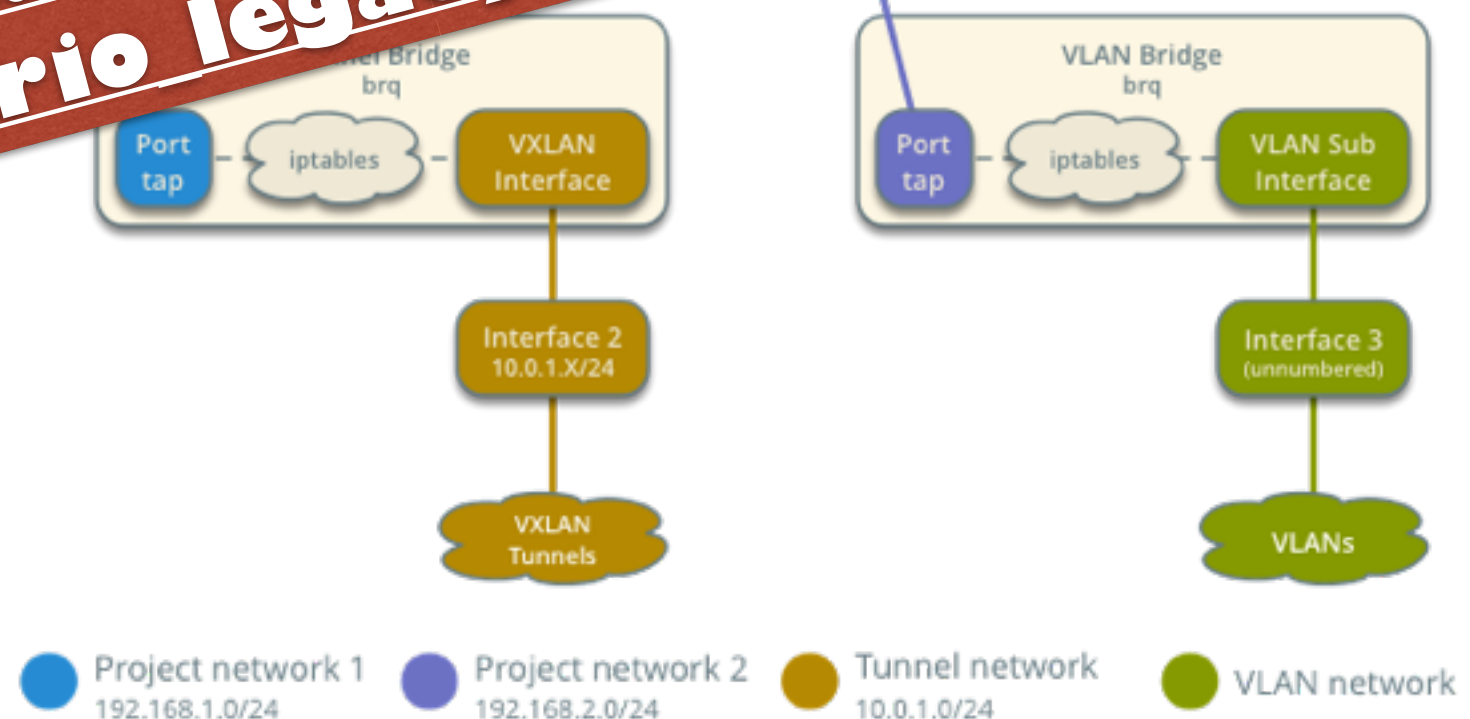 rio legacy
Bridge
brq
Port
tap
iptables
VXLAN
Interface
VLAN Bridge
brq
Port
tap
iptables
VLAN Sub
Interface
Interface 2
10.0.1.X/24
Interface 3
(unnumbered)
VXLAN
Tunnels
VLANs
Project network 1
192.168.1.0/24
Project network 2
192.168.2.0/24
Tunnel network
10.0.1.0/24
VLAN network